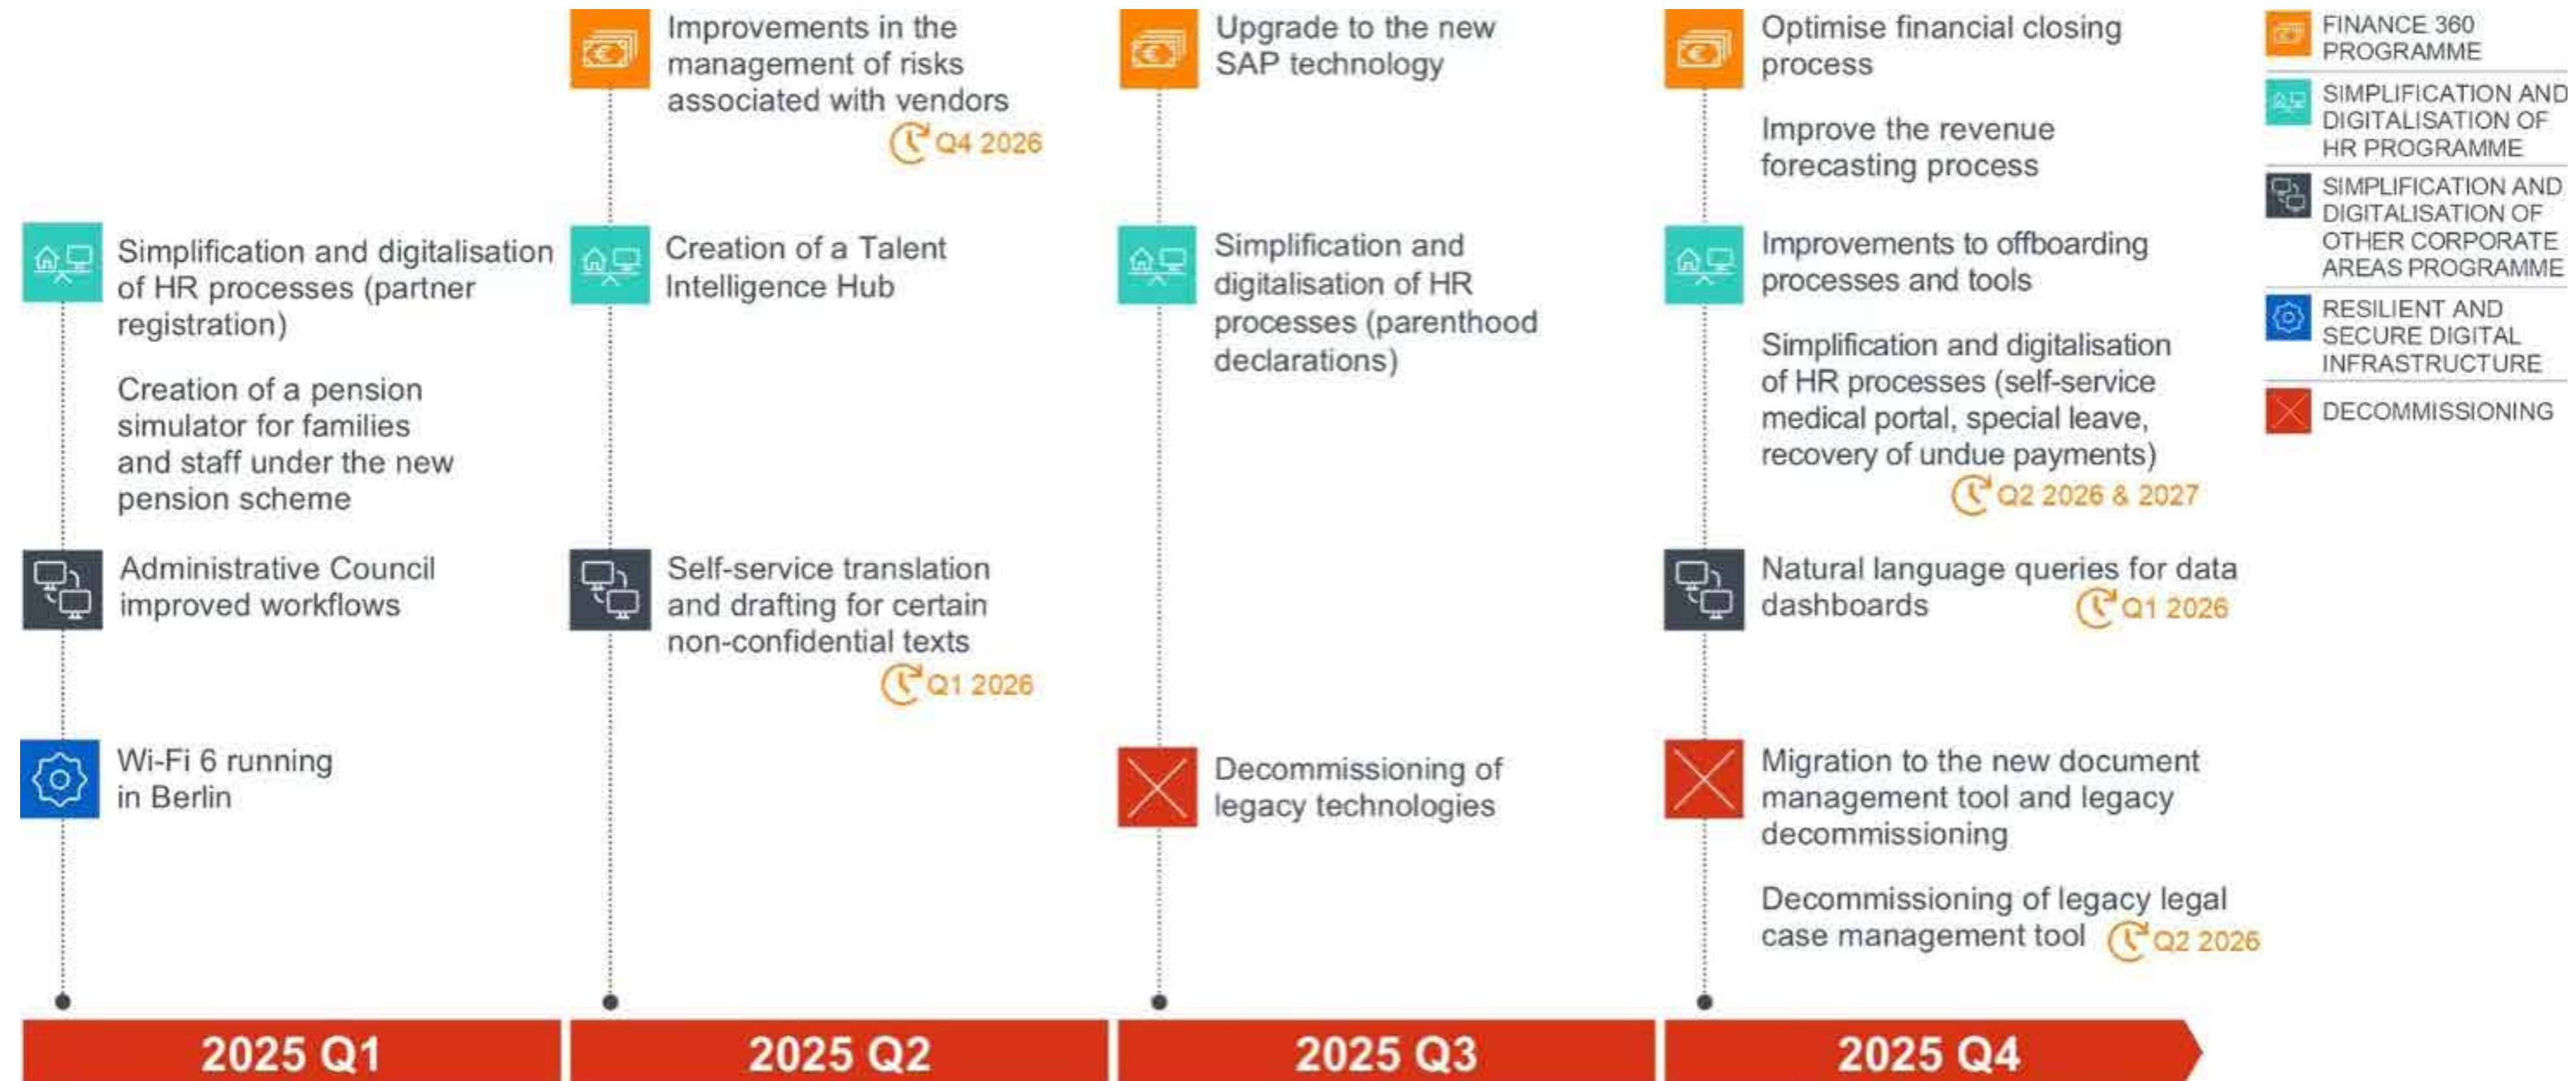 Simplification and digitalisation
of HR processes (partner
registration)
Creation of a pension
simulator for families
and staff under the new
pension scheme
Administrative Council
improved workflows
Wi-Fi 6 running
in Berlin
2025 Q1
Improvements in the
management of risks
associated with vendors
Q4 2026
Creation of a Talent
Intelligence Hub
Self-service translation
and drafting for certain
non-confidential texts
Q1 2026
2025 Q2
Upgrade to the new
SAP technology
Simplification and
digitalisation of HR
processes (parenthood
declarations)
Decommissioning of
legacy technologies
2025 Q3
Optimise financial closing
process
Improve the revenue
forecasting process
Improvements to offboarding
processes and tools
Simplification and digitalisation
of HR processes (self-service
medical portal, special leave,
recovery of undue payments)
Q2 2026 & 2027
Natural language queries for data
dashboards
Q1 2026
Migration to the new document
management tool and legacy
decommissioning
Decommissioning of legacy legal
case management tool
Q2 2026
2025 Q4
FINANCE 360
PROGRAMME
SIMPLIFICATION AND
DIGITALISATION OF
HR PROGRAMME
SIMPLIFICATION AND
DIGITALISATION OF
OTHER CORPORATE
AREAS PROGRAMME
RESILIENT AND
SECURE DIGITAL
INFRASTRUCTURE
DECOMMISSIONING